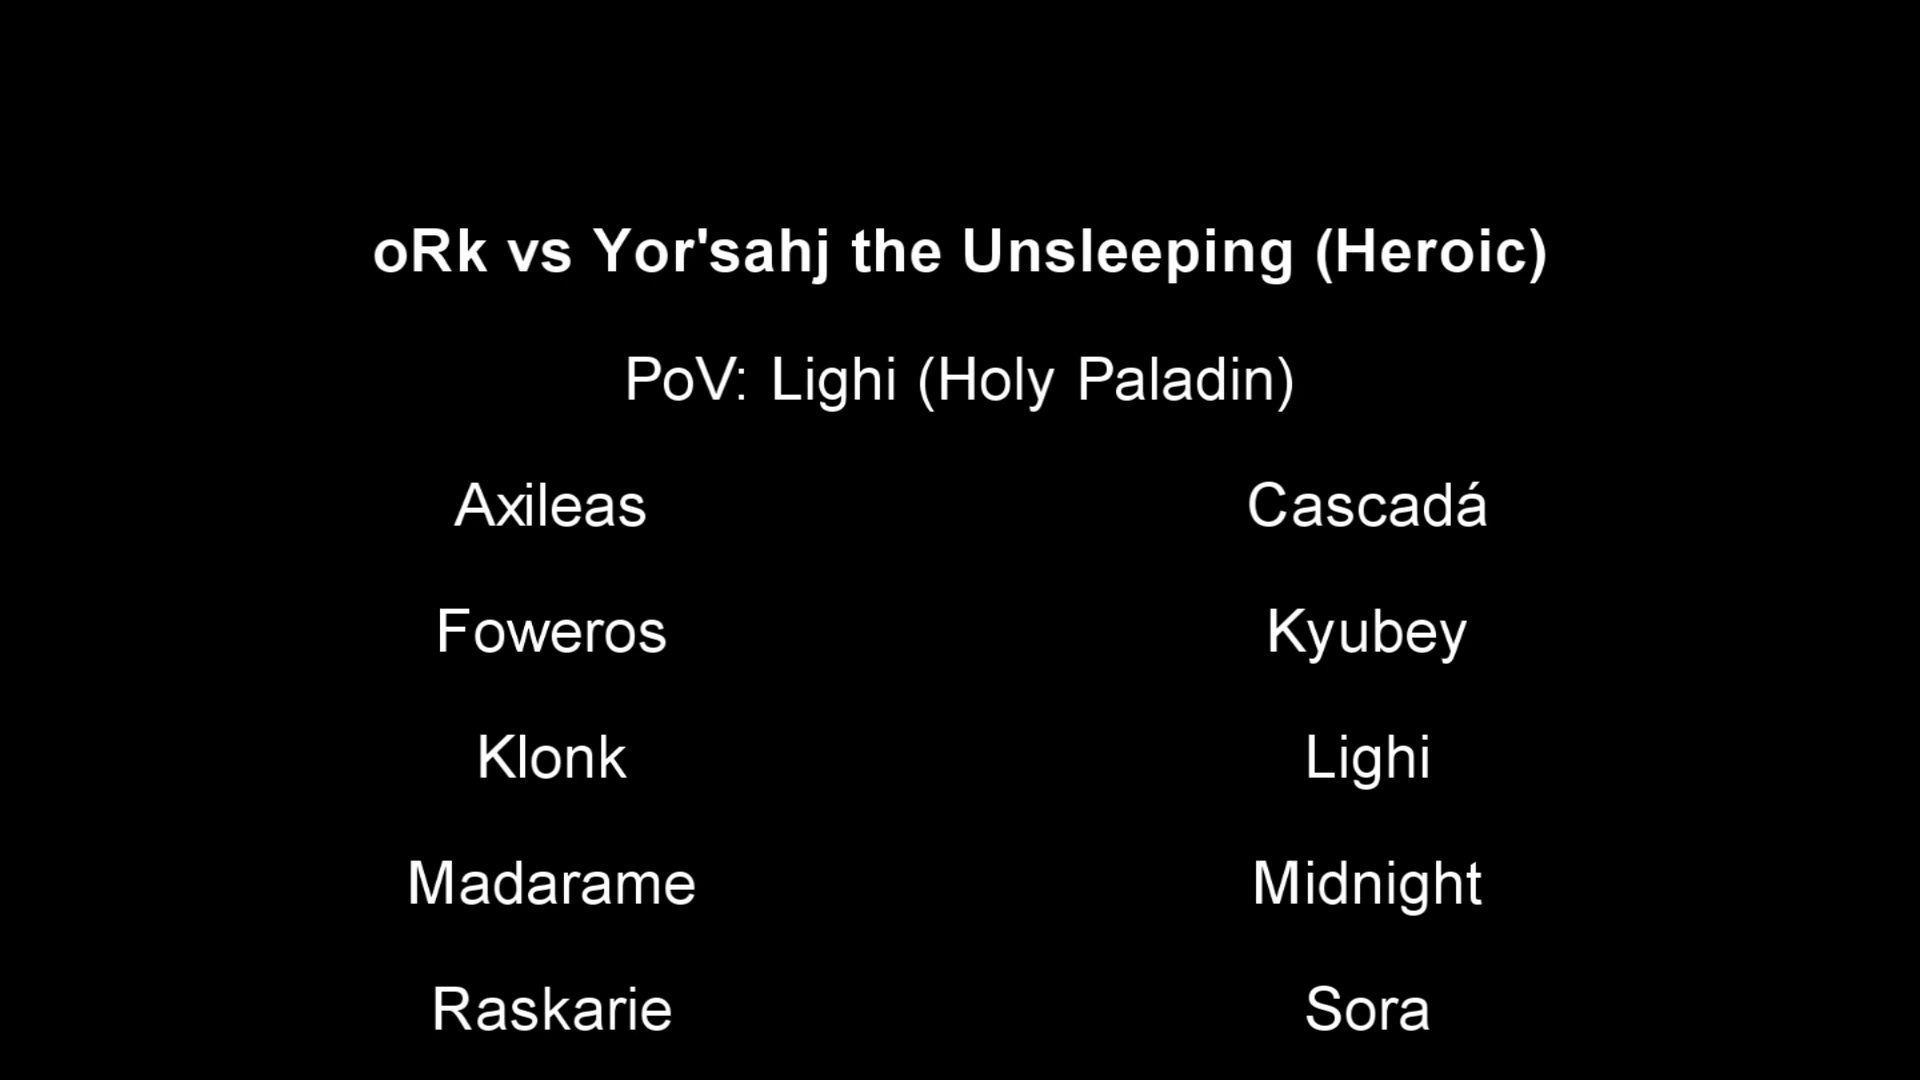 oRk vs Yor'sahj the Unsleeping (Heroic)
PoV: Lighi (Holy Paladin)
Axileas Cascadá
Foweros Kyubey
Klonk Lighi
Madarame Midnight
Raskarie Sora